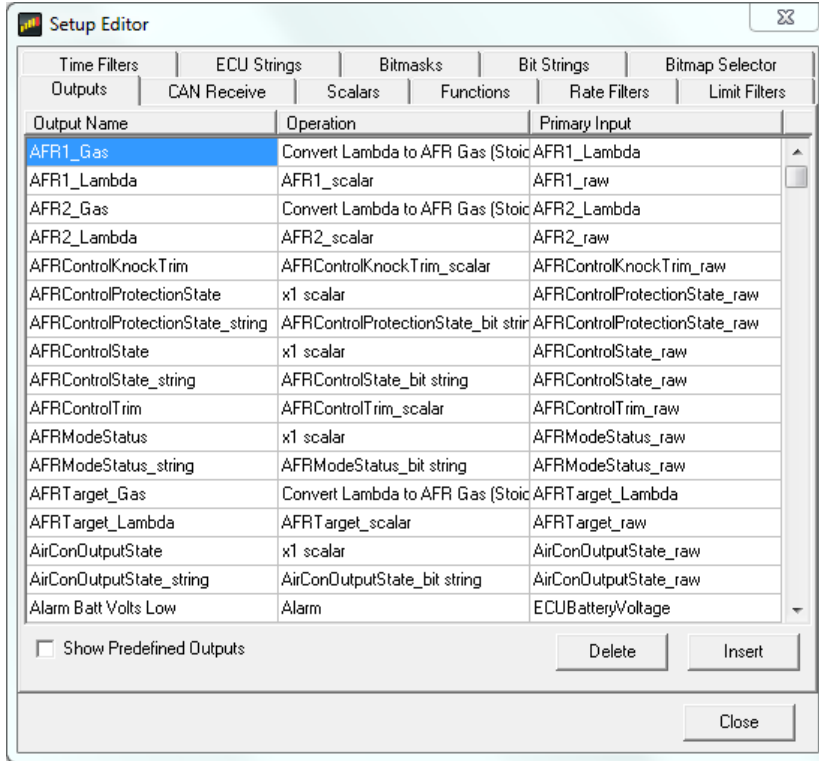 Setup Editor
Time Filters ECU Strings Bitmasks Bit Strings Bitmap Selector
Outputs CAN Receive Scalars Functions Rate Filters Limit Filters
Output Name Operation Primary Input
AFR1_Gas Convert Lambda to AFR Gas (Stoic AFR1_Lambda
AFR1_Lambda AFR1_scalar AFR1_raw
AFR2_Gas Convert Lambda to AFR Gas (Stoic AFR2_Lambda
AFR2_Lambda AFR2_scalar AFR2_raw
AFRControlKnockTrim AFRControlKnockTrim_scalar AFRControlKnockTrim_raw
AFRControlProtectionState x1 scalar AFRControlProtectionState_raw
AFRControlProtectionState_string AFRControlProtectionState_bit strin AFRControlProtectionState_raw
AFRControlState x1 scalar AFRControlState_raw
AFRControlState_string AFRControlState_bit string AFRControlState_raw
AFRControlTrim AFRControlTrim_scalar AFRControlTrim_raw
AFRModeStatus x1 scalar AFRModeStatus_raw
AFRModeStatus_string AFRModeStatus_bit string AFRModeStatus_raw
AFRTarget_Gas Convert Lambda to AFR Gas (Stoic AFRTarget_Lambda
AFRTarget_Lambda AFRTarget_scalar AFRTarget_raw
AirConOutputState x1 scalar AirConOutputState_raw
AirConOutputState_string AirConOutputState_bit string AirConOutputState_raw
Alarm Batt Volts Low Alarm ECUBatteryVoltage
Show Predefined Outputs Delete Insert
Close